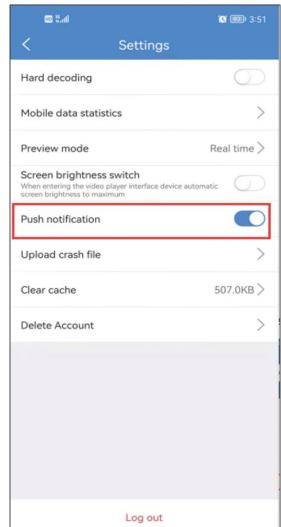 3:51
Settings
Hard decoding
Mobile data statistics
Preview mode Real time
Screen brightness switch
When entering the video player interface device automatic
screen brightness to maximum
Push notification
Upload crash file
Clear cache 507.0KB
Delete Account
Log out